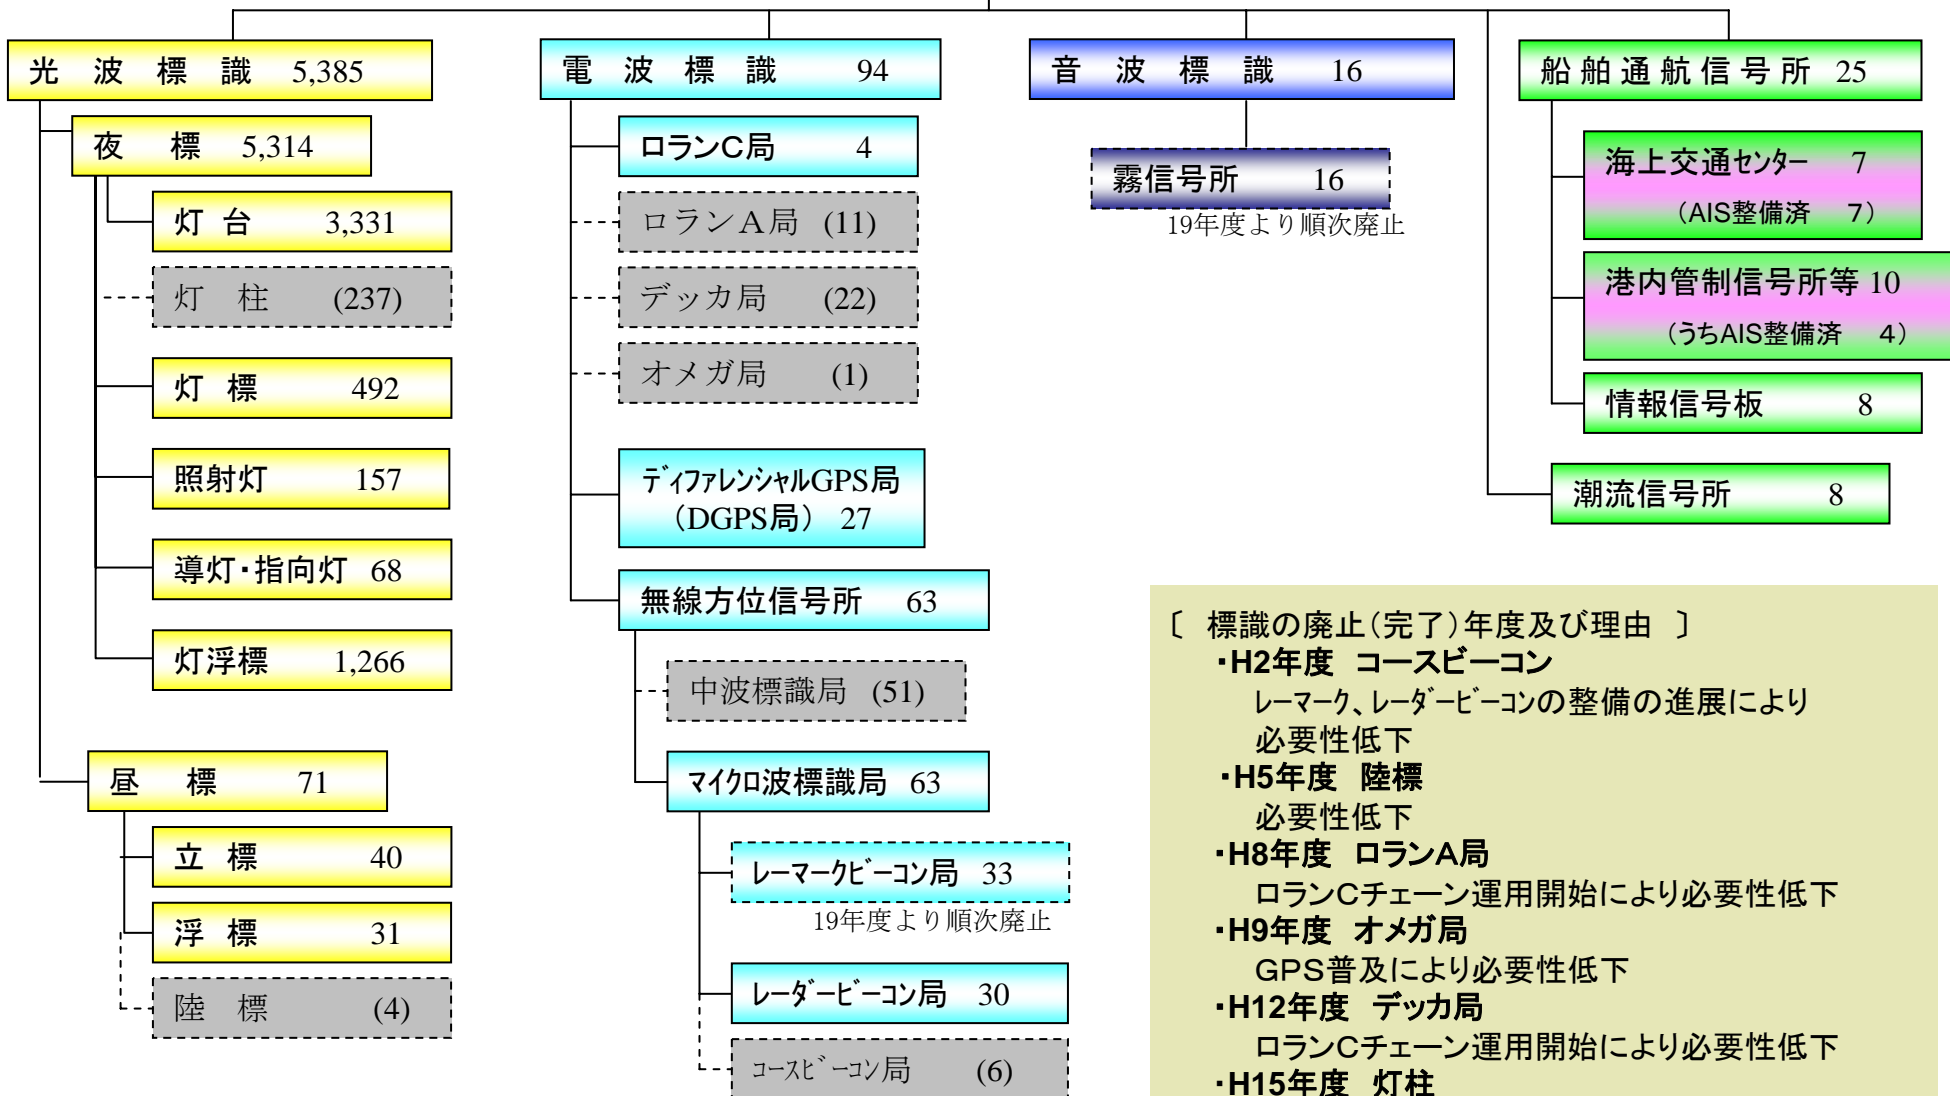 光波標識 5,385
夜標 5,314
灯台 3,331
灯柱 (237)
灯標 492
照射灯 157
導灯・指向灯 68
灯浮標 1,266
昼標 71
立標 40
浮標 31
陸標 (4)
電波標識 94
ロランC局 4
ロランA局 (11)
デッカ局 (22)
オメガ局 (1)
ディファレンシャルGPS局
(DGPS局) 27
無線方位信号所 63
中波標識局 (51)
マイクロ波標識局 63
レーマークビーコン局 33
19年度より順次廃止
レーダービーコン局 30
コースビーコン局 (6)
音波標識 16
霧信号所 16
19年度より順次廃止
船舶通航信号所 25
海上交通センター 7
(AIS整備済 7)
港内管制信号所等 10
(うちAIS整備済 4)
情報信号板 8
潮流信号所 8
〔 標識の廃止(完了)年度及び理由 〕
・H2年度 コースビーコン
レーマーク、レーダービーコンの整備の進展により
必要性低下
・H5年度 陸標
必要性低下
・H8年度 ロランA局
ロランCチェーン運用開始により必要性低下
・H9年度 オメガ局
GPS普及により必要性低下
・H12年度 デッカ局
ロランCチェーン運用開始により必要性低下
・H15年度 灯柱